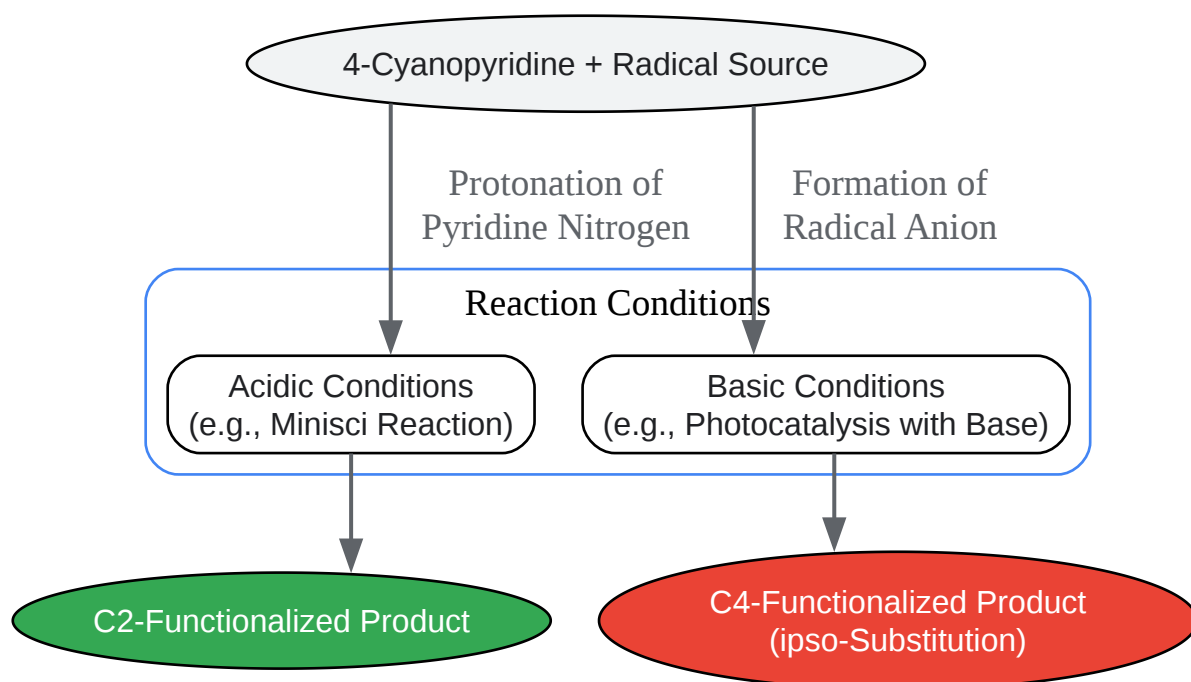 4-Cyanopyridine + Radical Source
Protonation of
Pyridine Nitrogen
Formation of
Radical Anion
Reaction Conditions
Acidic Conditions
(e.g., Minisci Reaction)
Basic Conditions
(e.g., Photocatalysis with Base)
C2-Functionalized Product
C4-Functionalized Product
(ipso-Substitution)